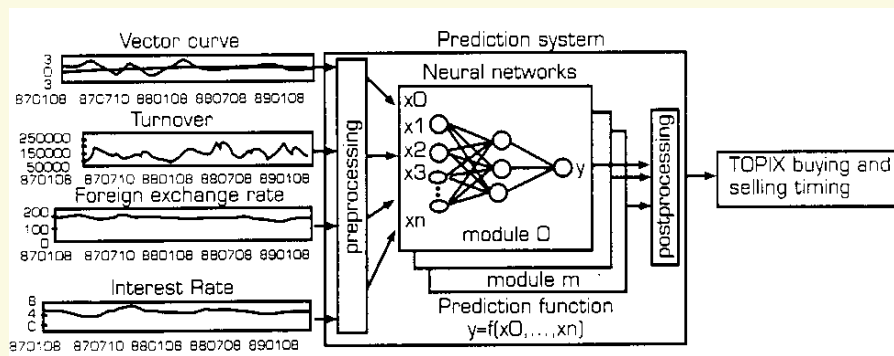 Vector curve
3
0
3
870108 870710 880108 880708 890108
Turnover
250000
150000
50000
870108 870710 880108 880708 890108
Foreign exchange rate
200
100
0
870108 870710 880108 880708 890108
Interest Rate
8
4
0
870108 870710 880108 880708 890108
Prediction system
preprocessing
Neural networks
x0
x1
x2
x3
xn
y
module 0
module m
Prediction function
y=f(x0,...,xn)
postprocessing
TOPIX buying and
selling timing